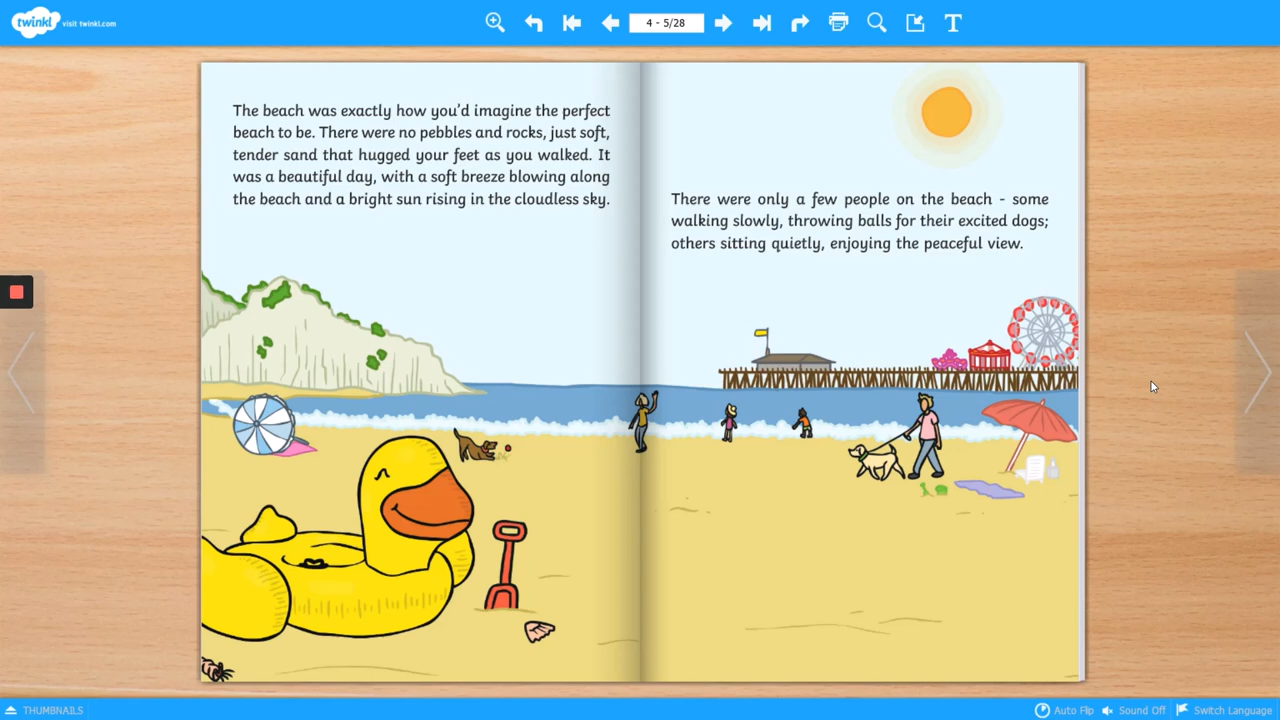 twinkl visit twinkl.com
4 - 5/28
T
The beach was exactly how you'd imagine the perfect
beach to be. There were no pebbles and rocks, just soft,
tender sand that hugged your feet as you walked. It
was a beautiful day, with a soft breeze blowing along
the beach and a bright sun rising in the cloudless sky.
There were only a few people on the beach - some
walking slowly, throwing balls for their excited dogs;
others sitting quietly, enjoying the peaceful view.
THUMBNAILS
Auto Flip
Sound Off
Switch Language